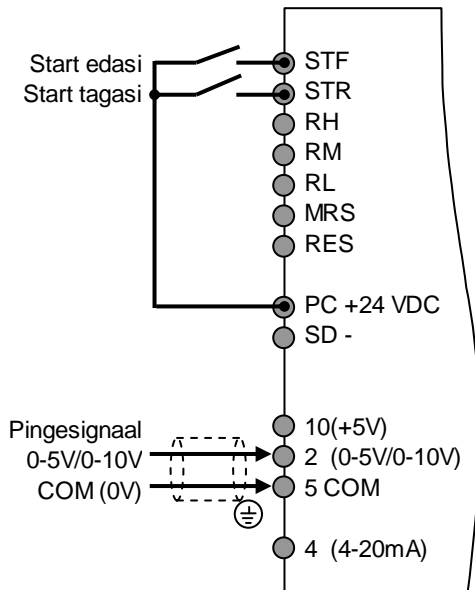 Start edasi
STF
Start tagasi
STR
RH
RM
RL
MRS
RES
PC +24 VDC
SD -
Pingesignaal
10(+5V)
0-5V/0-10V
2 (0-5V/0-10V)
COM (0V)
5 COM
4 (4-20mA)